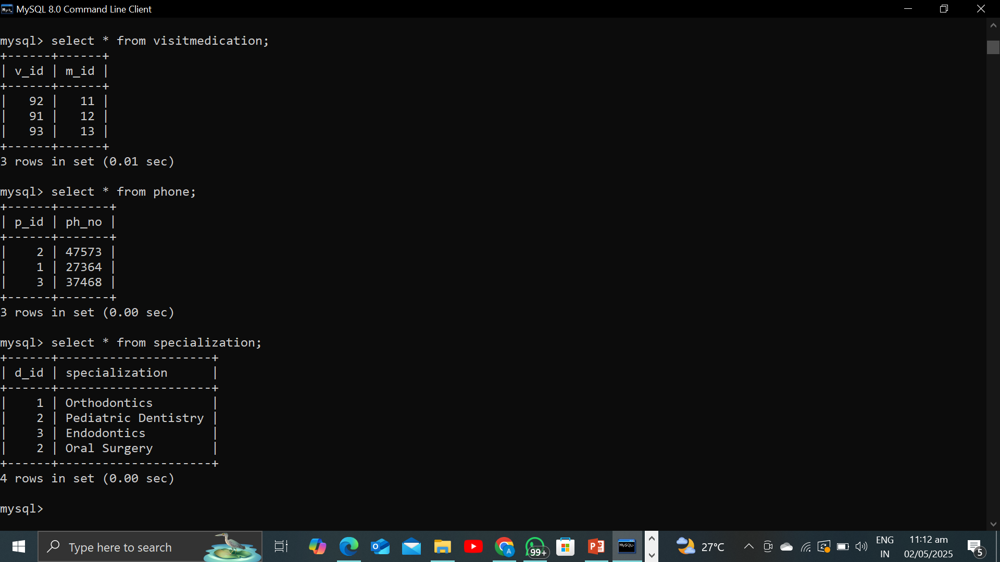 MySQL 8.0 Command Line Client
mysql> select * from visitmedication;
+------+------+
| v_id | m_id |
+------+------+
|   92 |   11 |
|   91 |   12 |
|   93 |   13 |
+------+------+
3 rows in set (0.01 sec)
mysql> select * from phone;
+------+-------+
| p_id | ph_no |
+------+-------+
|    2 | 47573 |
|    1 | 27364 |
|    3 | 37468 |
+------+-------+
3 rows in set (0.00 sec)
mysql> select * from specialization;
+------+---------------------+
| d_id | specialization      |
+------+---------------------+
|    1 | Orthodontics        |
|    2 | Pediatric Dentistry |
|    3 | Endodontics         |
|    2 | Oral Surgery        |
+------+---------------------+
4 rows in set (0.00 sec)
mysql>
Type here to search
99+
27°C
ENG
IN
11:12 am
02/05/2025
5